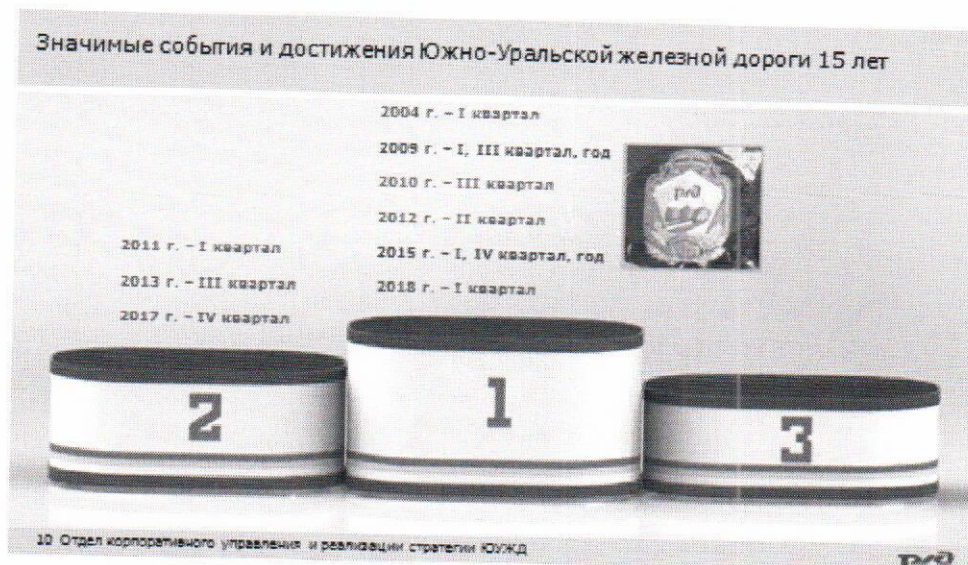 Значимые события и достижения Южно-Уральской железной дороги 15 лет
2004 г. – I квартал
2009 г. – I, III квартал, год
2010 г. – III квартал
2012 г. – II квартал
2015 г. – I, IV квартал, год
2018 г. – I квартал
2011 г. – I квартал
2013 г. – III квартал
2017 г. – IV квартал
ржд
2
1
3
10 Отдел корпоративного управления и реализации стратегии ЮУЖД